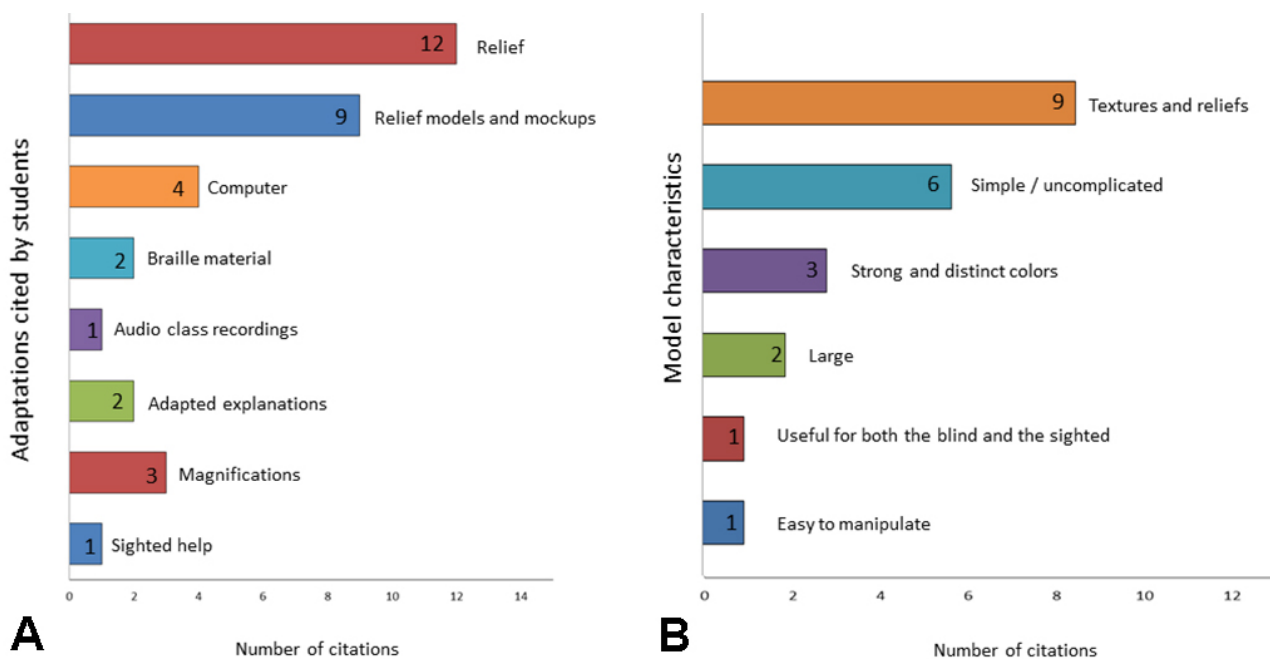 Adaptations cited by students
12 Relief
9 Relief models and mockups
4 Computer
2 Braille material
1 Audio class recordings
2 Adapted explanations
3 Magnifications
1 Sighted help
0 2 4 6 8 10 12 14
Number of citations
A
Model characteristics
9 Textures and reliefs
6 Simple / uncomplicated
3 Strong and distinct colors
2 Large
1 Useful for both the blind and the sighted
1 Easy to manipulate
0 2 4 6 8 10 12
Number of citations
B